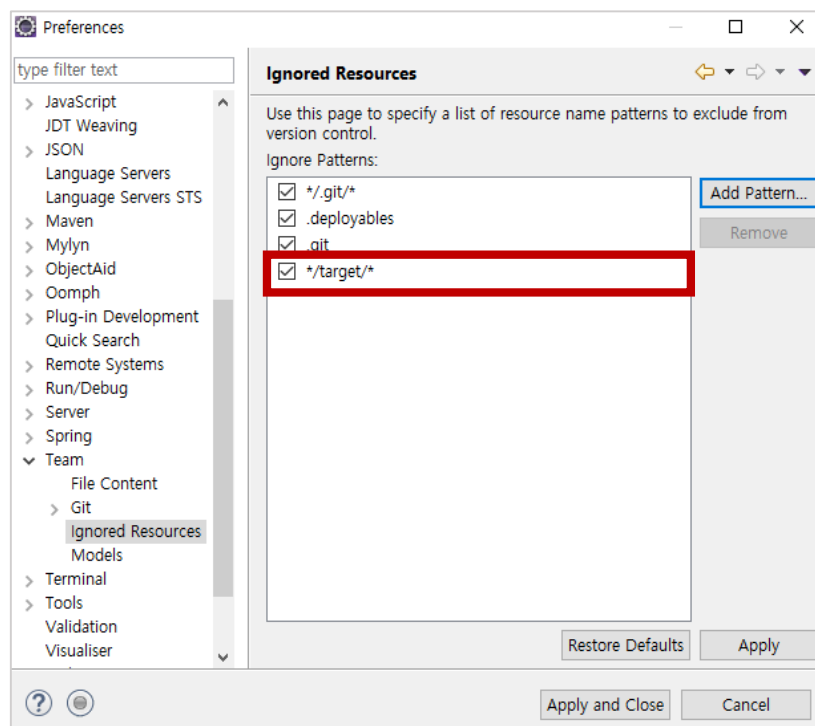 Preferences
type filter text
JavaScript
JDT Weaving
JSON
Language Servers
Language Servers STS
Maven
Mylyn
ObjectAid
Oomph
Plug-in Development
Quick Search
Remote Systems
Run/Debug
Server
Spring
Team
File Content
Git
Ignored Resources
Models
Terminal
Tools
Validation
Visualiser
Ignored Resources
Use this page to specify a list of resource name patterns to exclude from
version control.
Ignore Patterns:
*/.git/*
.deployables
.git
*/target/*
Add Pattern...
Remove
Restore Defaults
Apply
Apply and Close
Cancel